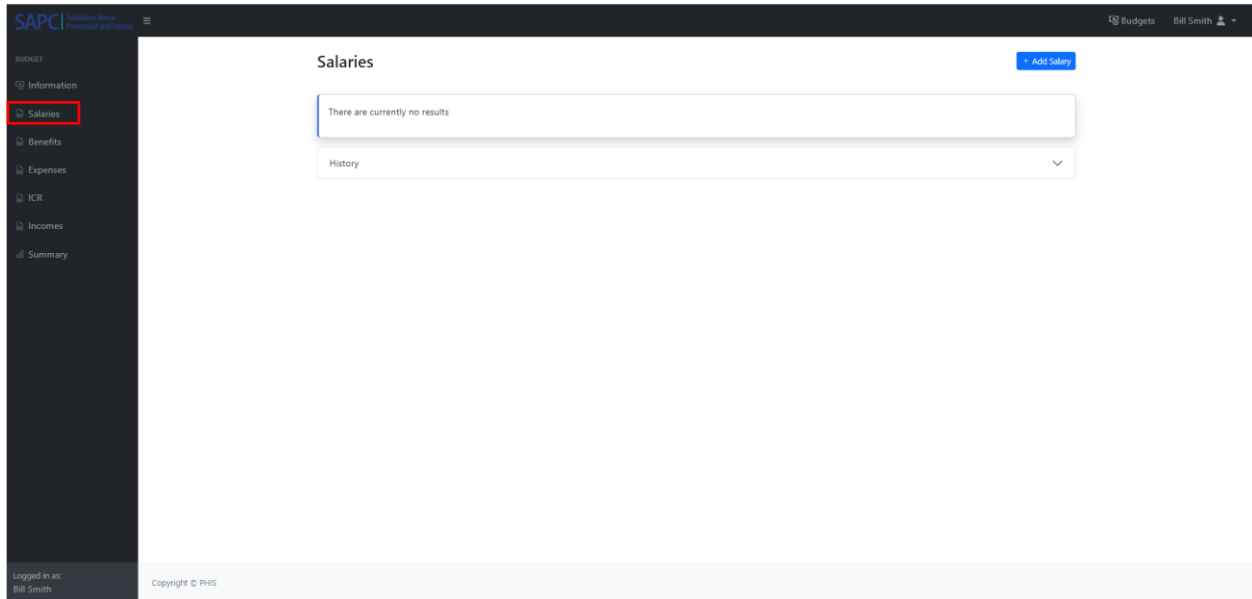 SAPC Substance Abuse
Prevention and Control
Budgets Bill Smith
BUDGET
Information
Salaries
Benefits
Expenses
ICR
Incomes
Summary
Logged in as:
Bill Smith
Salaries
+ Add Salary
There are currently no results
History
Copyright © PHIS